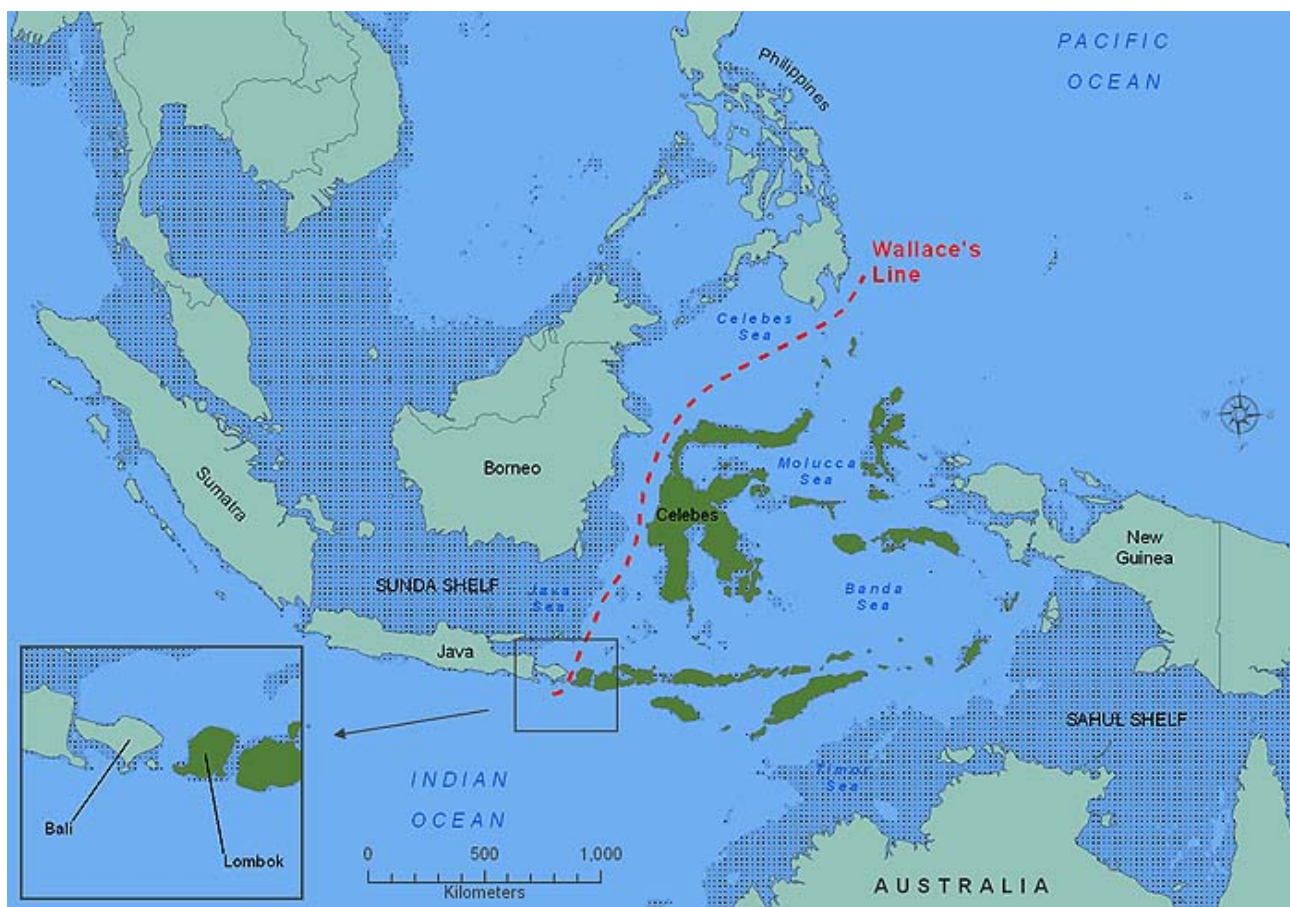 PACIFIC
OCEAN
Philippines
Wallace's
Line
Celebes
Sea
Molucca
Sea
Borneo
Sumatra
Celebes
New
Guinea
SUNDA SHELF
Java
Sea
Banda
Sea
Java
SAHUL SHELF
Timor
Sea
INDIAN
OCEAN
Bali
Lombok
0 500 1,000
Kilometers
AUSTRALIA